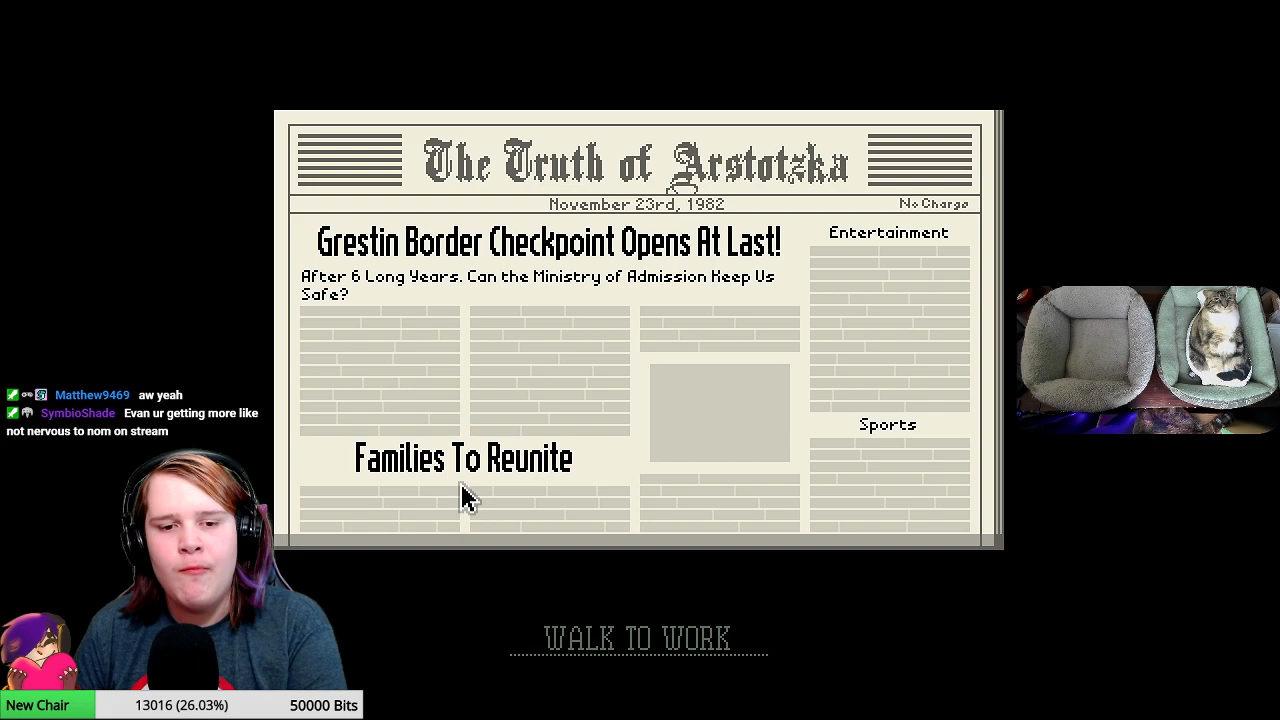 The Truth of Arstotzka
November 23rd, 1982
No Charge
Grestin Border Checkpoint Opens At Last!
After 6 Long Years. Can the Ministry of Admission Keep Us
Safe?
Families To Reunite
Entertainment
Sports
WALK TO WORK
Matthew9469 aw yeah
SymbioShade Evan ur getting more like
not nervous to nom on stream
New Chair 13016 (26.03%) 50000 Bits